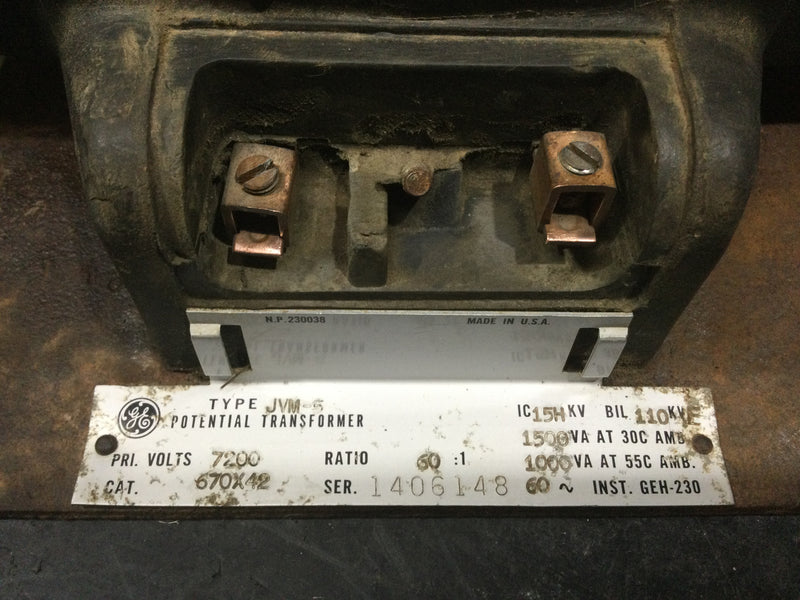 N.P. 230038 MADE IN U.S.A.
GE TYPE JVM-5 IC 15H KV BIL 110 KV F
POTENTIAL TRANSFORMER 1500 VA AT 30C AMB.
PRI. VOLTS 7200 RATIO 60 :1 1000 VA AT 55C AMB.
CAT. 670X42 SER. 1406148 60 ~ INST. GEH-230